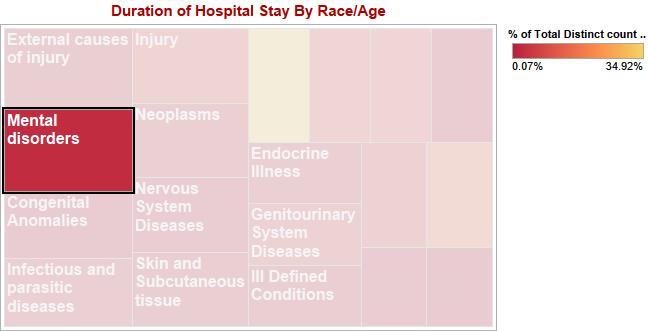 Duration of Hospital Stay By Race/Age
% of Total Distinct count ..
0.07%
34.92%
External causes
of injury
Mental
disorders
Congenital
Anomalies
Infectious and
parasitic
diseases
Injury
Neoplasms
Nervous
System
Diseases
Skin and
Subcutaneous
tissue
Endocrine
Illness
Genitourinary
System
Diseases
Ill Defined
Conditions